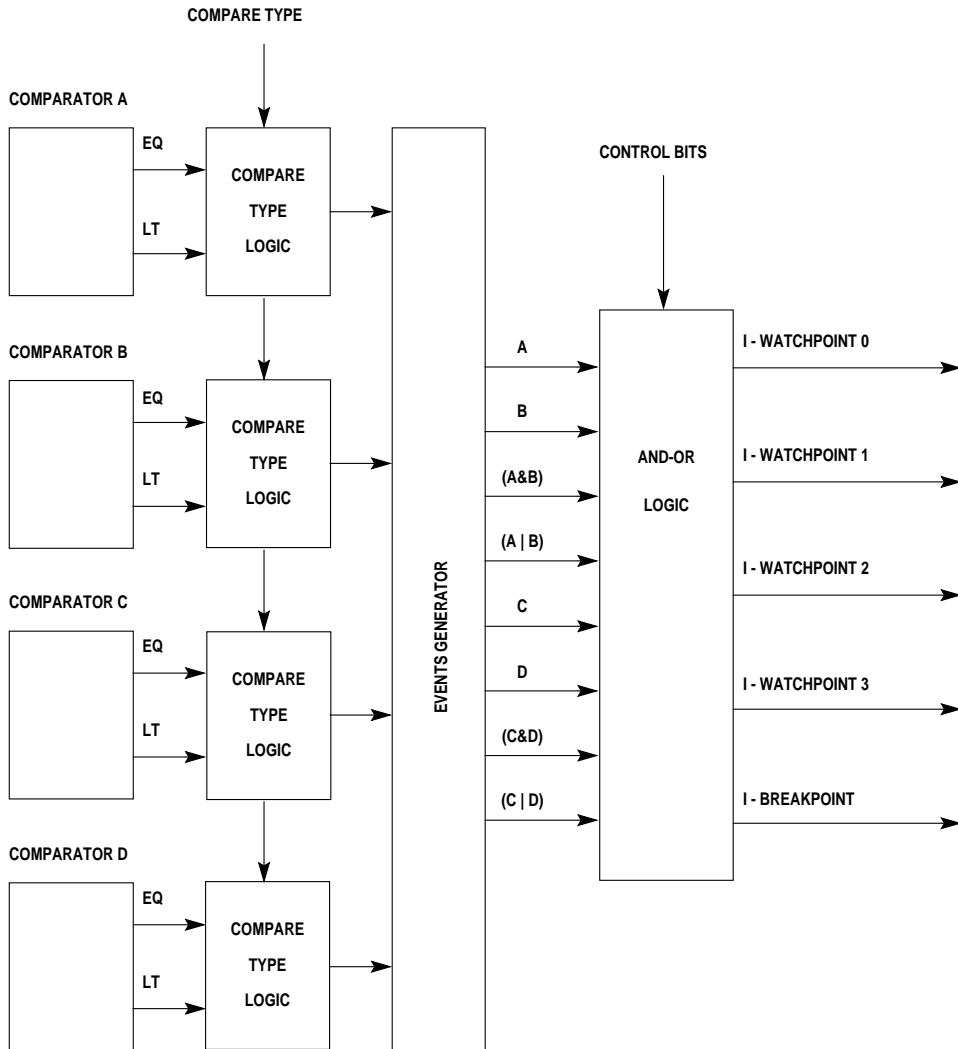 COMPARE TYPE
COMPARATOR A
EQ
LT
COMPARE
TYPE
LOGIC
COMPARATOR B
EQ
LT
COMPARE
TYPE
LOGIC
COMPARATOR C
EQ
LT
COMPARE
TYPE
LOGIC
COMPARATOR D
EQ
LT
COMPARE
TYPE
LOGIC
EVENTS GENERATOR
A
B
(A&B)
(A | B)
C
D
(C&D)
(C | D)
CONTROL BITS
AND-OR
LOGIC
I - WATCHPOINT 0
I - WATCHPOINT 1
I - WATCHPOINT 2
I - WATCHPOINT 3
I - BREAKPOINT